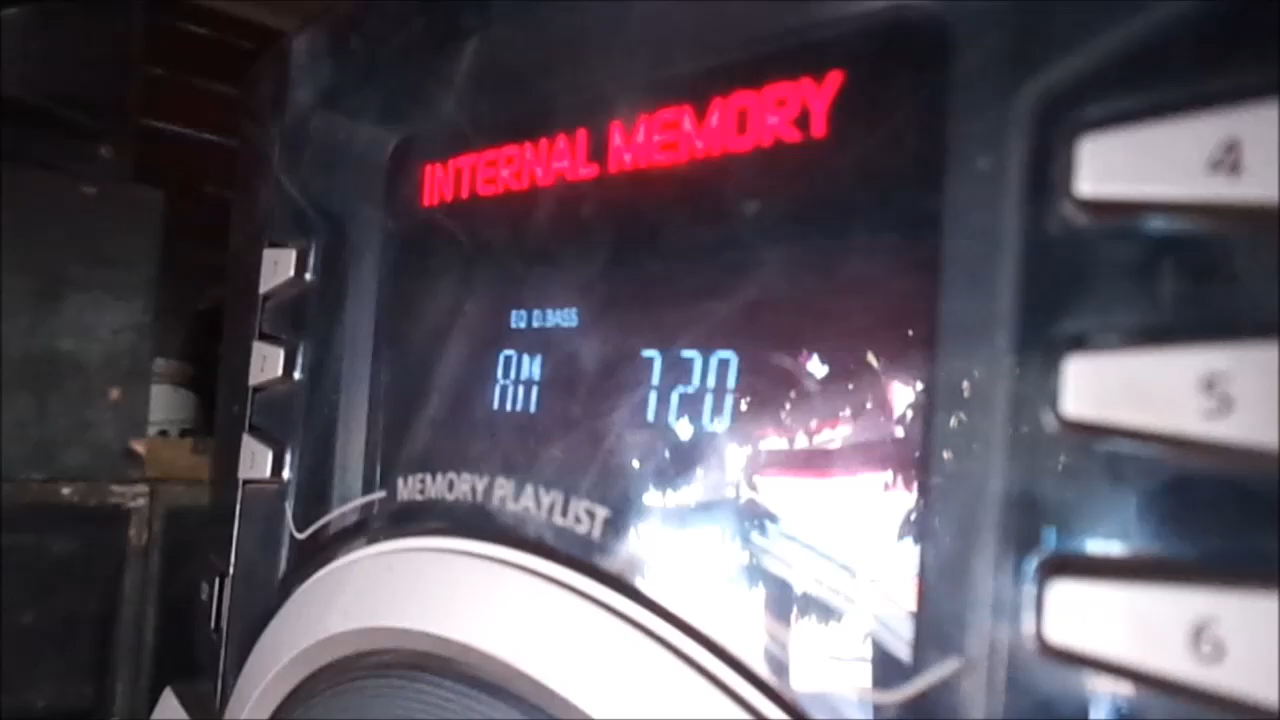 INTERNAL MEMORY
EQ D.BASS
AM 720
MEMORY PLAYLIST
4
5
6